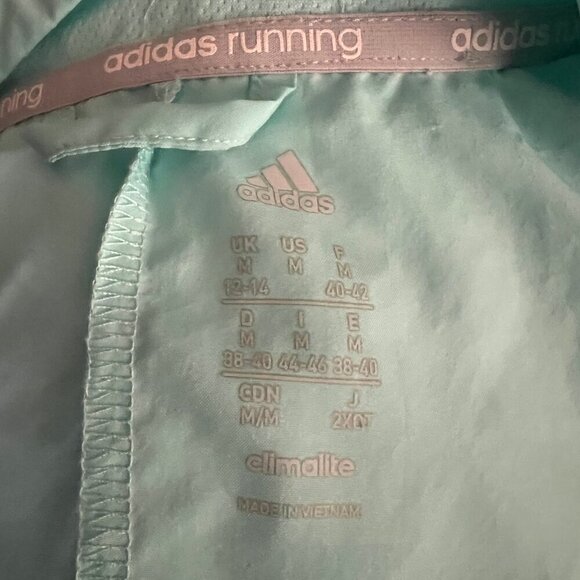 adidas running
adidas
nning
adidas
UK US F
M M M
12-14 40-42
D I E
M M M
38-40 44-46 38-40
CDN J
M/M 2XOT
climalite
MADE IN VIETNAM